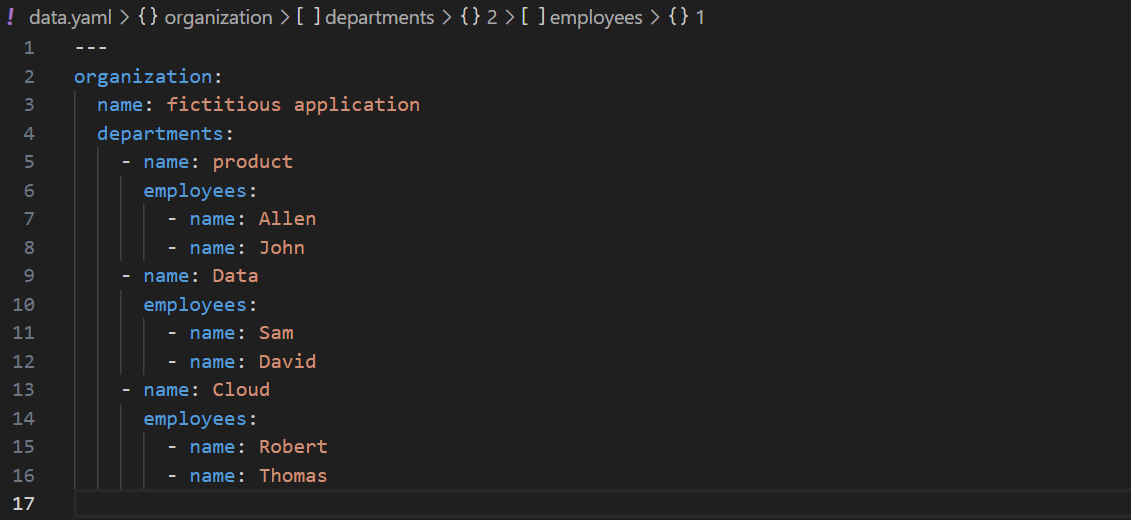 ! data.yaml > {} organization > [ ] departments > {} 2 > [ ] employees > {} 1
1 ---
2 organization:
3   name: fictitious application
4   departments:
5     - name: product
6       employees:
7         - name: Allen
8         - name: John
9     - name: Data
10       employees:
11         - name: Sam
12         - name: David
13     - name: Cloud
14       employees:
15         - name: Robert
16         - name: Thomas
17